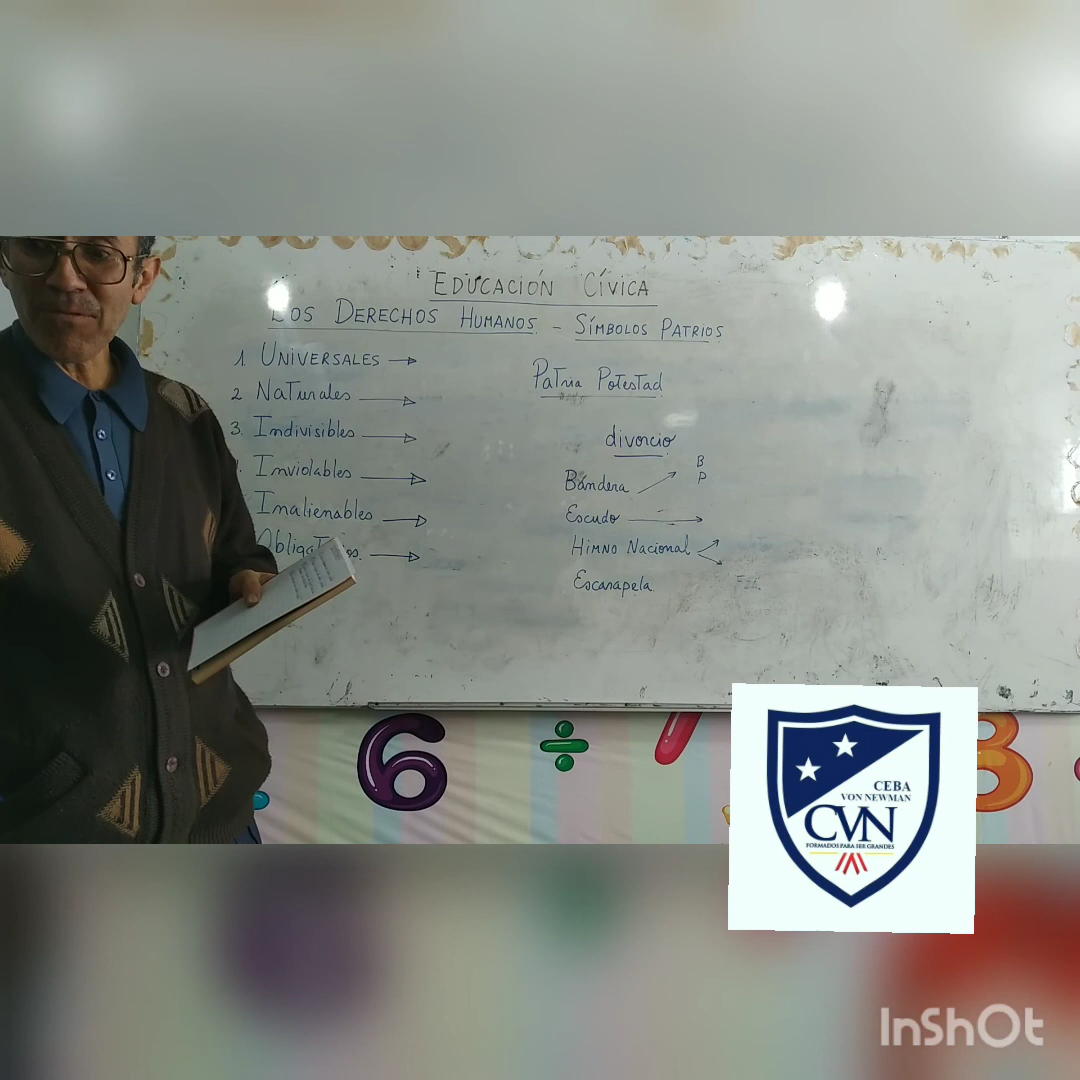 EDUCACIÓN CÍVICA
LOS DERECHOS HUMANOS - SÍMBOLOS PATRIOS
1. UNIVERSALES →
2 Naturales →
3. Indivisibles →
. Inviolables →
Inalienables →
→
Patria Potestad
divorcio
Bandera → B
P
Escudo →
HIMNO NACIONAL
Escarapela
6 ÷
CEBA
VON NEWMAN
CVN
FORMADOS PARA SER GRANDES
InShOt